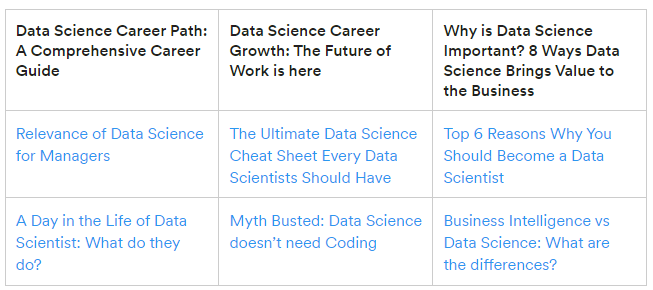 Data Science Career Path:
A Comprehensive Career
Guide
Data Science Career
Growth: The Future of
Work is here
Why is Data Science
Important? 8 Ways Data
Science Brings Value to
the Business
Relevance of Data Science
for Managers
The Ultimate Data Science
Cheat Sheet Every Data
Scientists Should Have
Top 6 Reasons Why You
Should Become a Data
Scientist
A Day in the Life of Data
Scientist: What do they
do?
Myth Busted: Data Science
doesn’t need Coding
Business Intelligence vs
Data Science: What are
the differences?